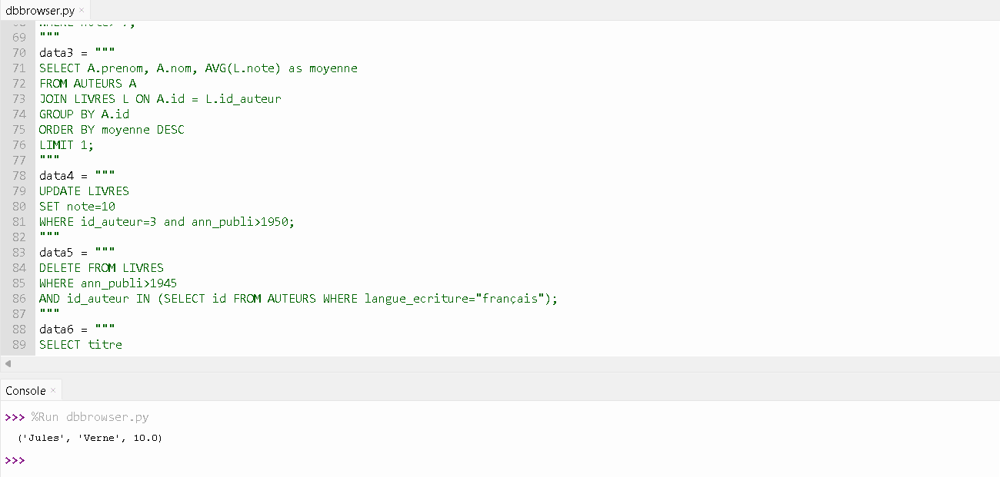 dbbrowser.py ×
68 WHERE note>7;
69 """
70 data3 = """
71 SELECT A.prenom, A.nom, AVG(L.note) as moyenne
72 FROM AUTEURS A
73 JOIN LIVRES L ON A.id = L.id_auteur
74 GROUP BY A.id
75 ORDER BY moyenne DESC
76 LIMIT 1;
77 """
78 data4 = """
79 UPDATE LIVRES
80 SET note=10
81 WHERE id_auteur=3 and ann_publi>1950;
82 """
83 data5 = """
84 DELETE FROM LIVRES
85 WHERE ann_publi>1945
86 AND id_auteur IN (SELECT id FROM AUTEURS WHERE langue_ecriture="français");
87 """
88 data6 = """
89 SELECT titre
Console ×
>>> %Run dbbrowser.py
('Jules', 'Verne', 10.0)
>>>